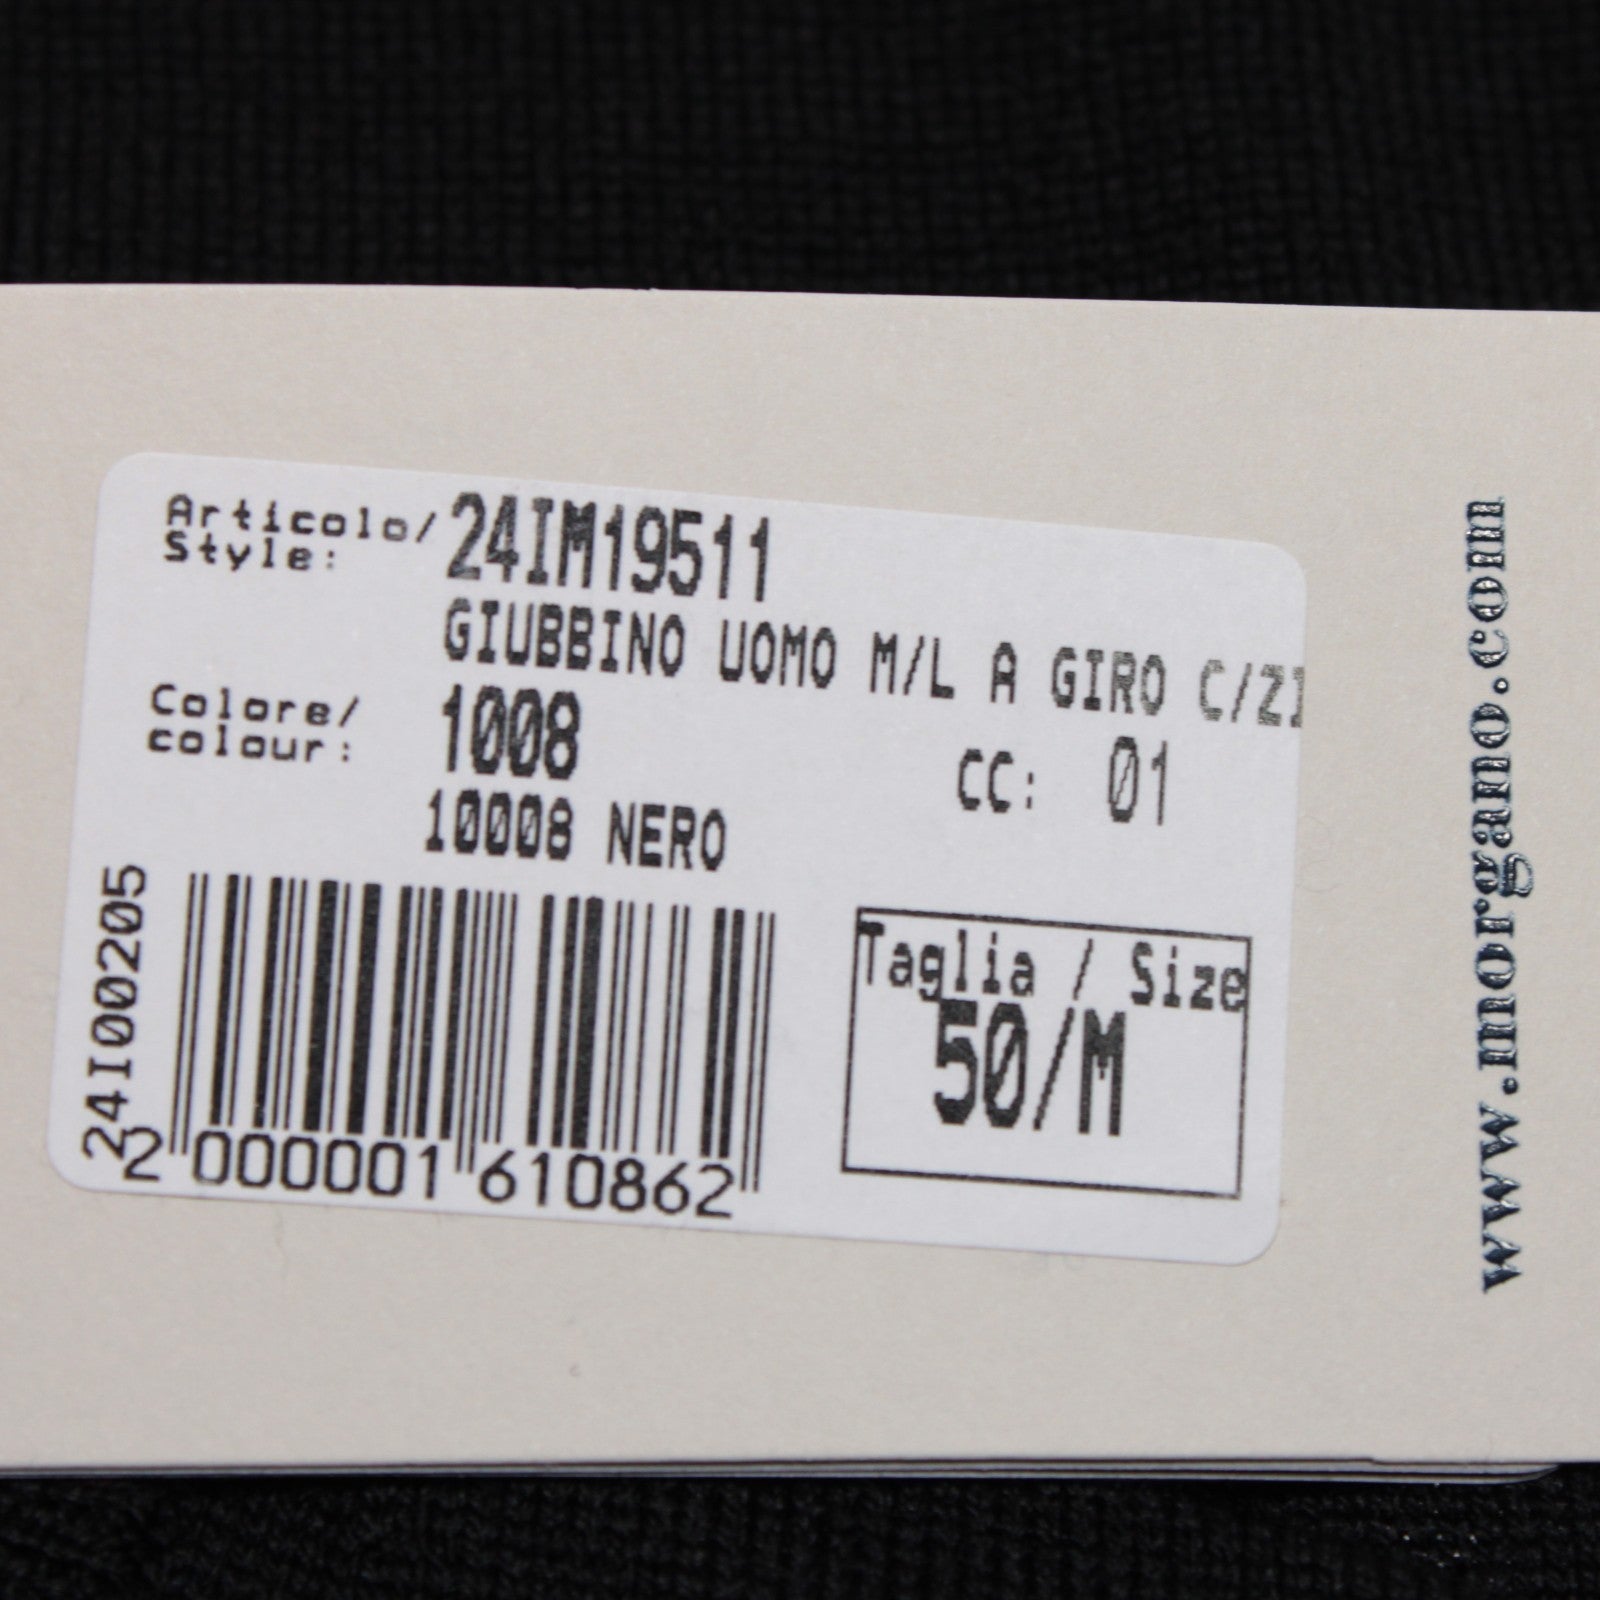 Articolo/
Style: 24IM19511
GIUBBINO UOMO M/L A GIRO C/ZI
Colore/
colour: 1008
CC: 01
10008 NERO
24I00205
2 000001 610862
Taglia / Size
50/M
www.morgano.com